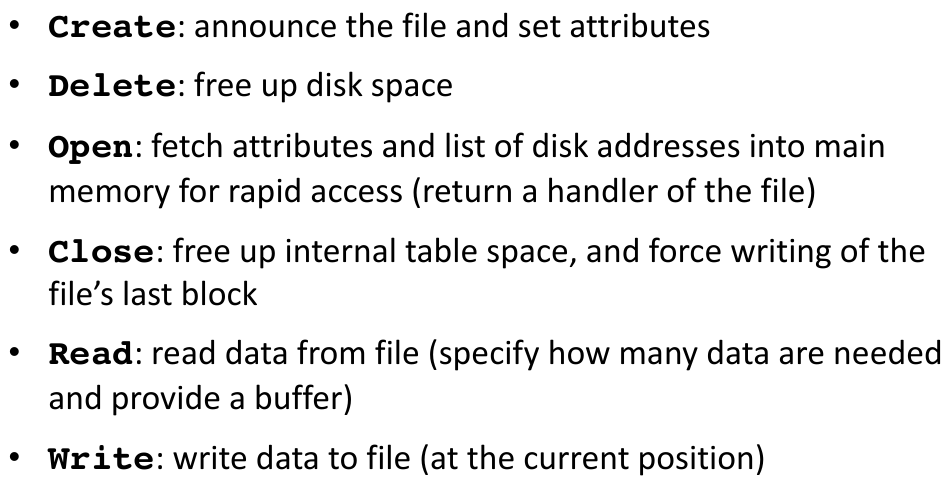 • Create: announce the file and set attributes
• Delete: free up disk space
• Open: fetch attributes and list of disk addresses into main
memory for rapid access (return a handler of the file)
• Close: free up internal table space, and force writing of the
file’s last block
• Read: read data from file (specify how many data are needed
and provide a buffer)
• Write: write data to file (at the current position)